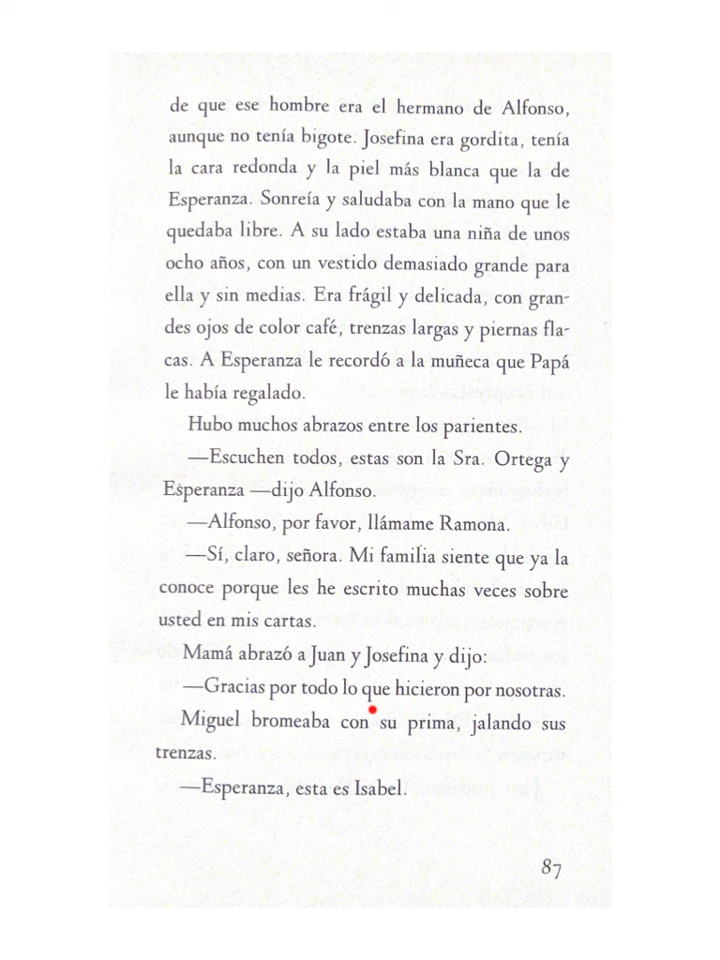 de que ese hombre era el hermano de Alfonso,
aunque no tenía bigote. Josefina era gordita, tenía
la cara redonda y la piel más blanca que la de
Esperanza. Sonreía y saludaba con la mano que le
quedaba libre. A su lado estaba una niña de unos
ocho años, con un vestido demasiado grande para
ella y sin medias. Era frágil y delicada, con gran-
des ojos de color café, trenzas largas y piernas fla-
cas. A Esperanza le recordó a la muñeca que Papá
le había regalado.
Hubo muchos abrazos entre los parientes.
—Escuchen todos, estas son la Sra. Ortega y
Esperanza —dijo Alfonso.
—Alfonso, por favor, llámame Ramona.
—Sí, claro, señora. Mi familia siente que ya la
conoce porque les he escrito muchas veces sobre
usted en mis cartas.
Mamá abrazó a Juan y Josefina y dijo:
—Gracias por todo lo que hicieron por nosotras.
Miguel bromeaba con su prima, jalando sus
trenzas.
—Esperanza, esta es Isabel.
87